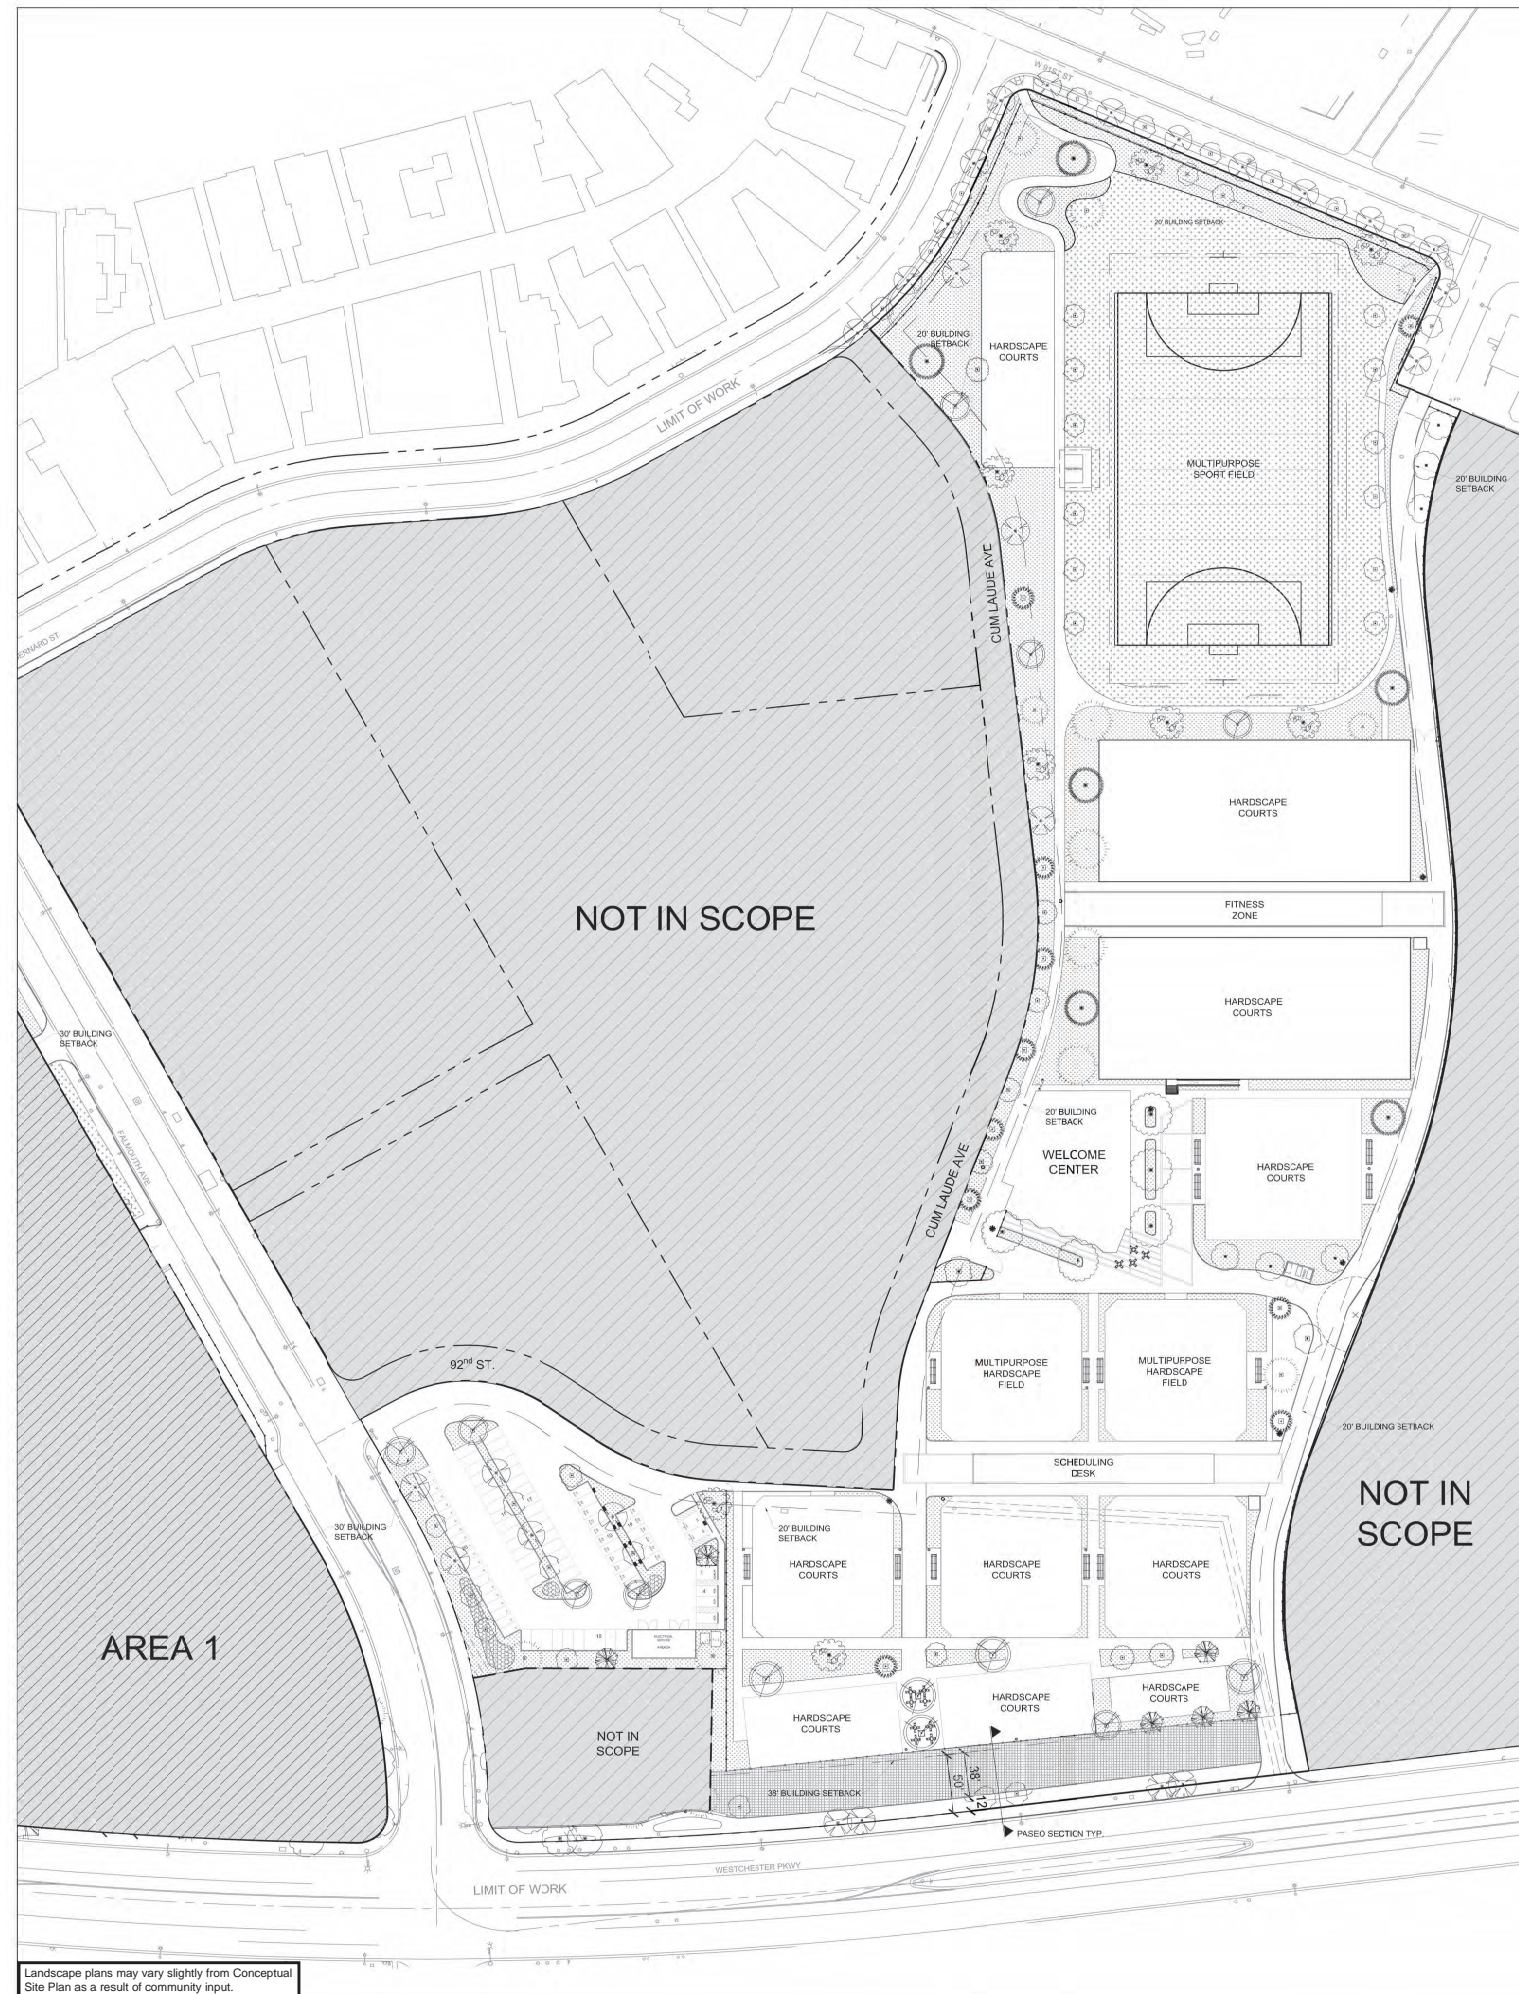 W 91ST ST
20' BUILDING SETBACK
20' BUILDING
SETBACK
HARDSCAPE
COURTS
LIMIT OF WORK
MULTIPURPOSE
SPORT FIELD
20' BUILDING
SETBACK
CUM LAUDE AVE
HARDSCAPE
COURTS
NOT IN SCOPE
FITNESS
ZONE
HARDSCAPE
COURTS
30' BUILDING
SETBACK
FALMOUTH AVE
20' BUILDING
SETBACK
WELCOME
CENTER
HARDSCAPE
COURTS
CUM LAUDE AVE
92nd ST.
MULTIPURPOSE
HARDSCAPE
FIELD
MULTIPURPOSE
HARDSCAPE
FIELD
20' BUILDING SETBACK
SCHEDULING
DESK
NOT IN
SCOPE
30' BUILDING
SETBACK
20' BUILDING
SETBACK
HARDSCAPE
COURTS
HARDSCAPE
COURTS
HARDSCAPE
COURTS
AREA 1
HARDSCAPE
COURTS
HARDSCAPE
COURTS
HARDSCAPE
COURTS
NOT IN
SCOPE
38'
50'
12'
38' BUILDING SETBACK
PASEO SECTION TYP.
WESTCHESTER PKWY
LIMIT OF WORK
Landscape plans may vary slightly from Conceptual
Site Plan as a result of community input.